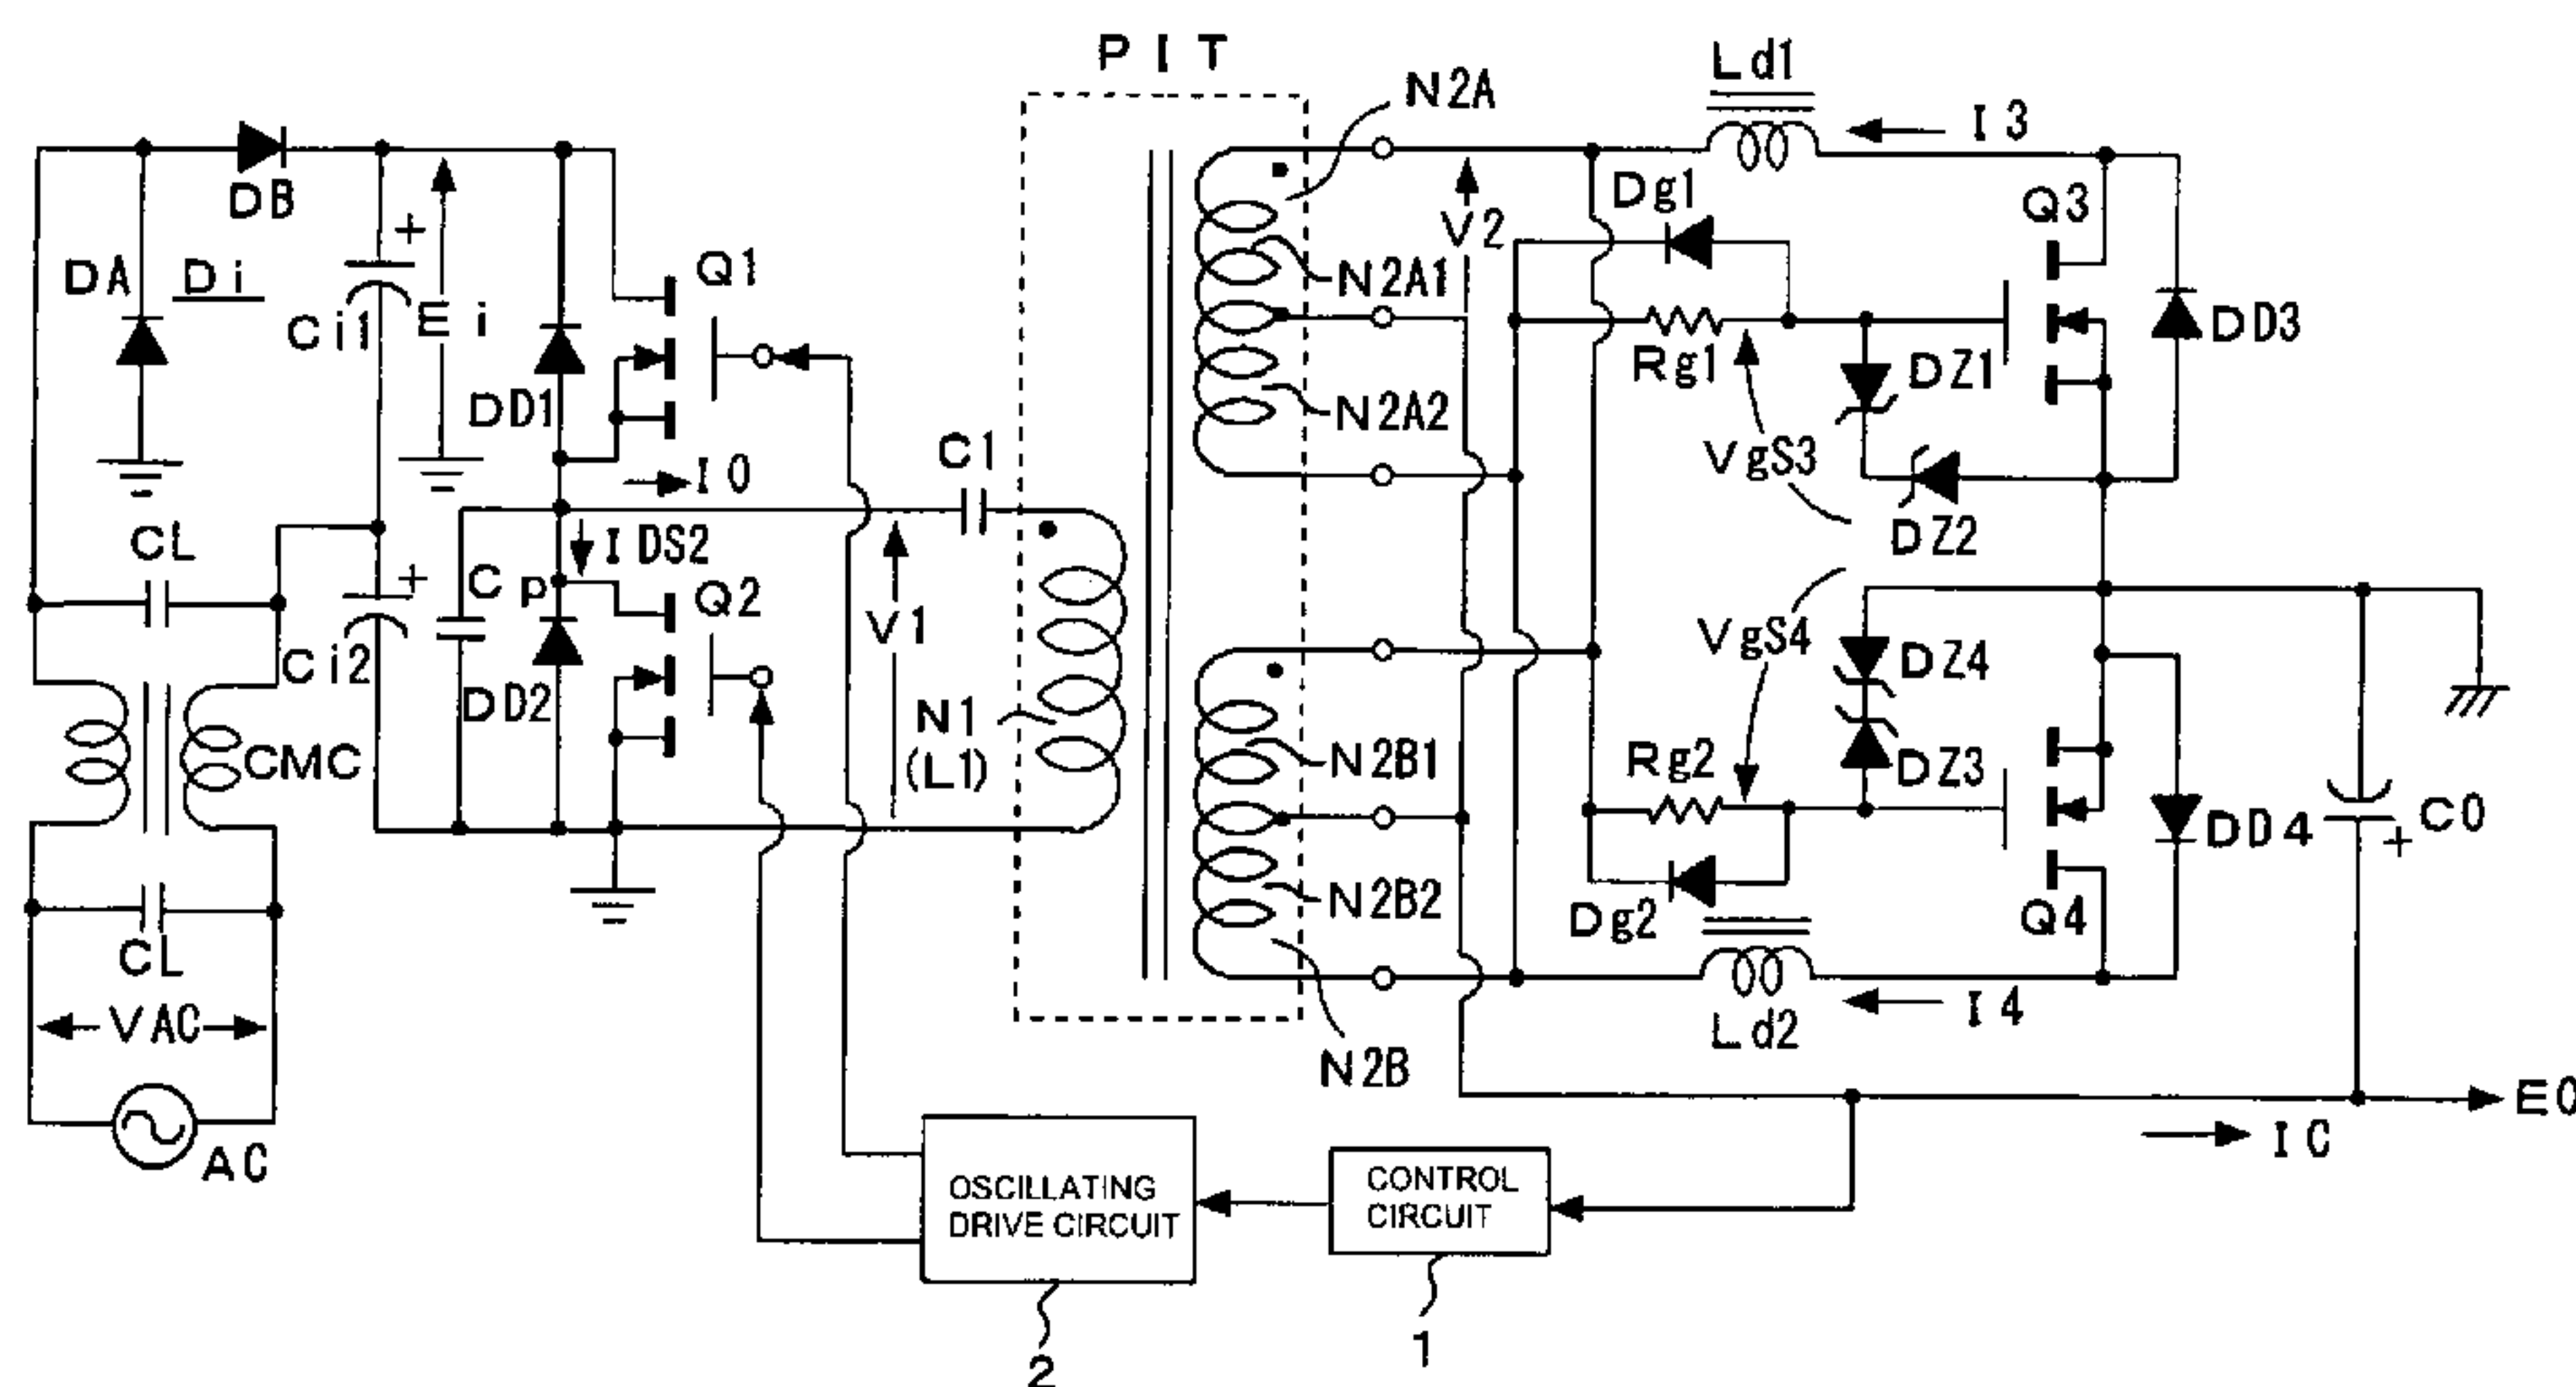 PIT
N2A
Ld1
I3
DB
Dg1
Q3
V2
DA
Di
Ci1
Ei
Q1
N2A1
DD3
DD1
Rg1
DZ1
N2A2
VgS3
C1
I0
DZ2
CL
IDS2
Cp
Q2
V1
VgS4
DZ4
Ci2
DD2
N1
(L1)
CMC
N2B1
Rg2
DZ3
C0
DD4
N2B2
Dg2
Q4
CL
I4
VAC
Ld2
N2B
E0
IC
AC
OSCILLATING
DRIVE CIRCUIT
CONTROL
CIRCUIT
1
2